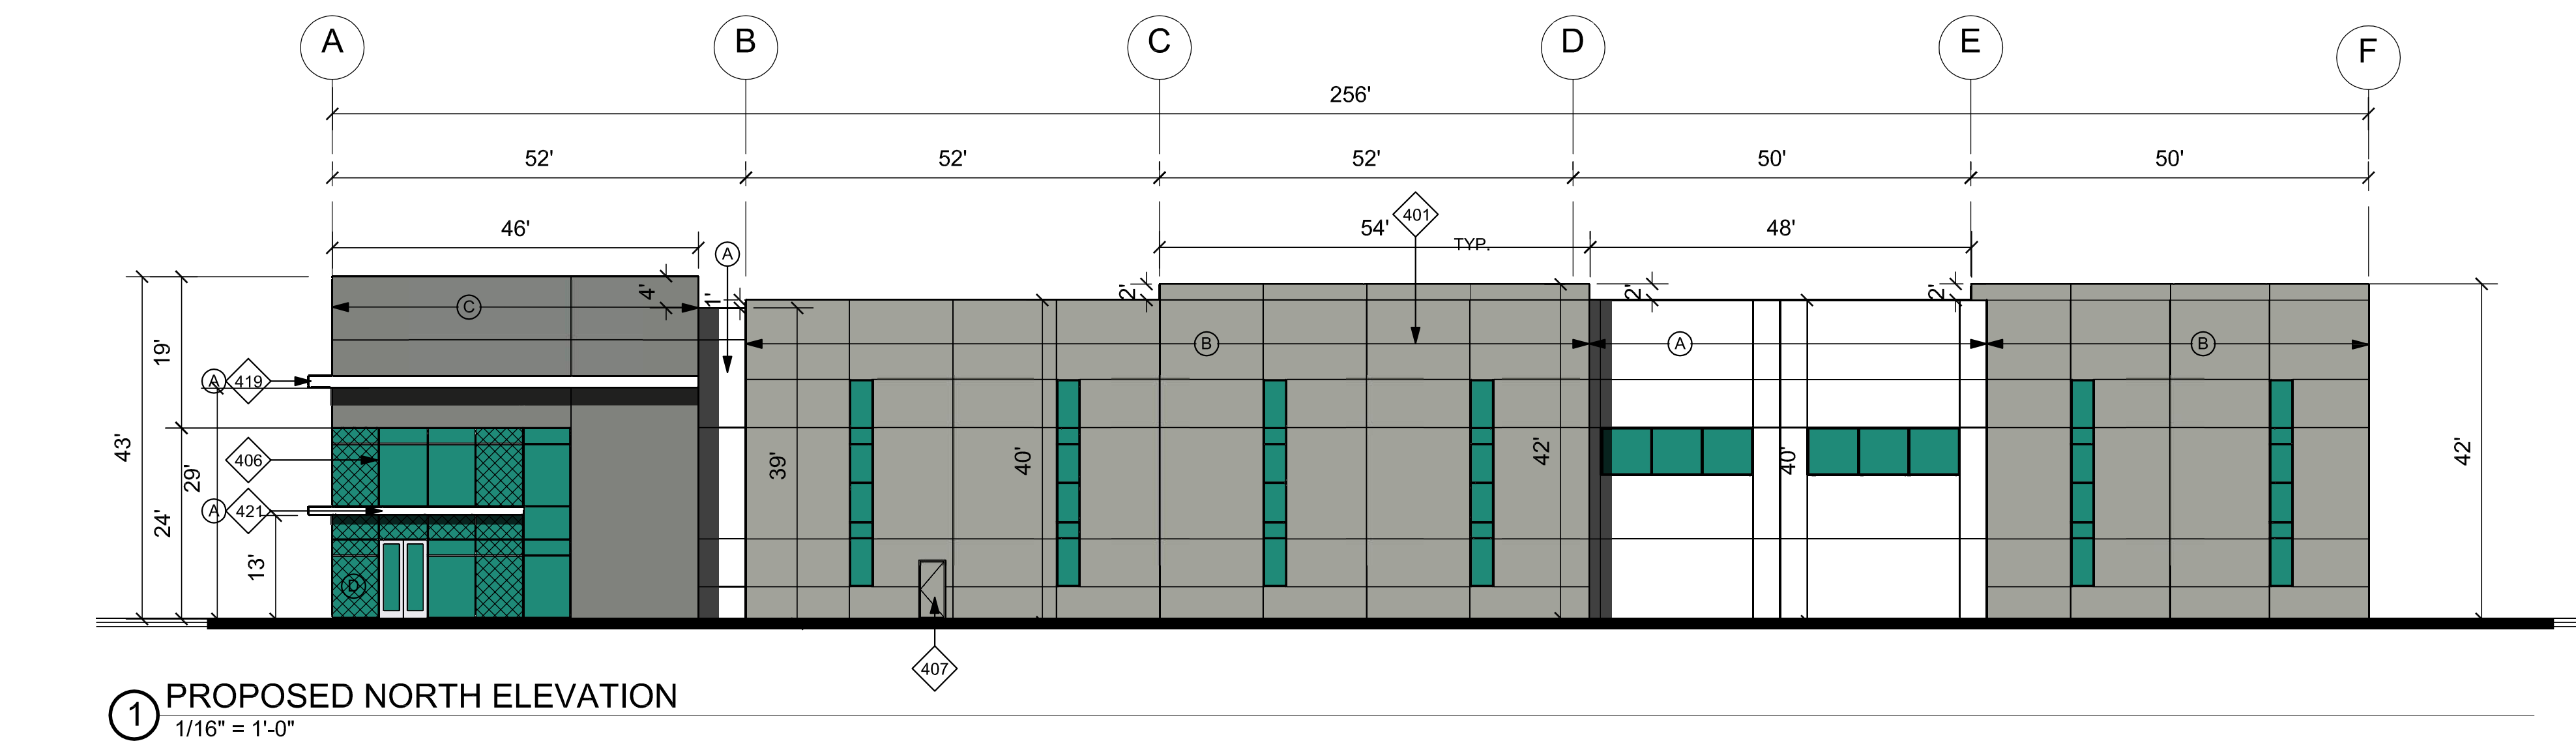 A B C D E F
256'
52' 52' 52' 50' 50'
46' 54' 401 48'
TYP.
A
4' 1' 2' 2' 2'
C
B A B
19'
A 419
43' 29' 406 39' 40' 42' 40' 42'
A 421
24'
13'
D
407
1 PROPOSED NORTH ELEVATION
1/16" = 1'-0"